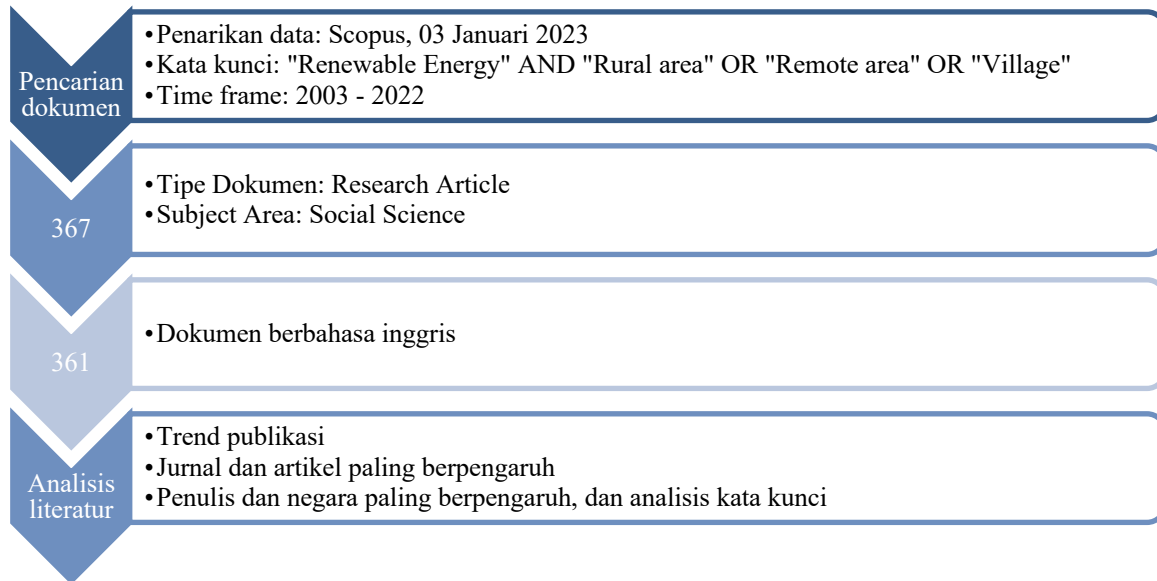 Pencarian
dokumen
•Penarikan data: Scopus, 03 Januari 2023
•Kata kunci: "Renewable Energy" AND "Rural area" OR "Remote area" OR "Village"
•Time frame: 2003 - 2022
367
•Tipe Dokumen: Research Article
•Subject Area: Social Science
361
•Dokumen berbahasa inggris
Analisis
literatur
•Trend publikasi
•Jurnal dan artikel paling berpengaruh
•Penulis dan negara paling berpengaruh, dan analisis kata kunci